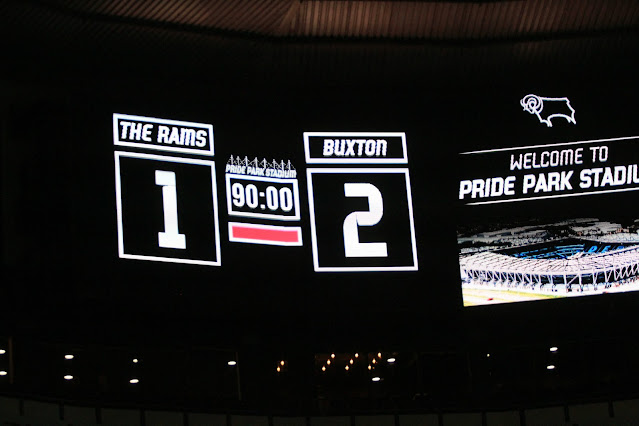 THE RAMS
1
PRIDE PARK STADIUM
90:00
BUXTON
2
WELCOME TO
PRIDE PARK STADIU